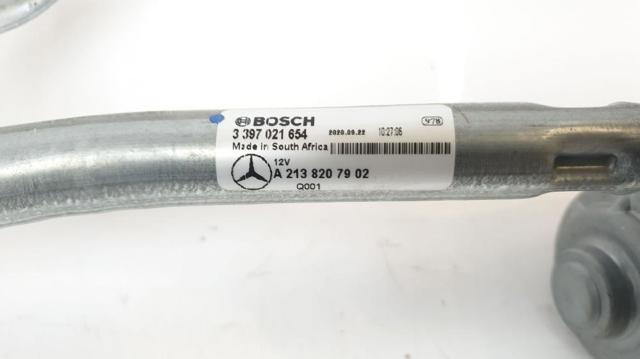 BOSCH
3 397 021 654 2020.09.22 10:27:06 978
Made in South Africa
12V
A 213 820 79 02
Q001